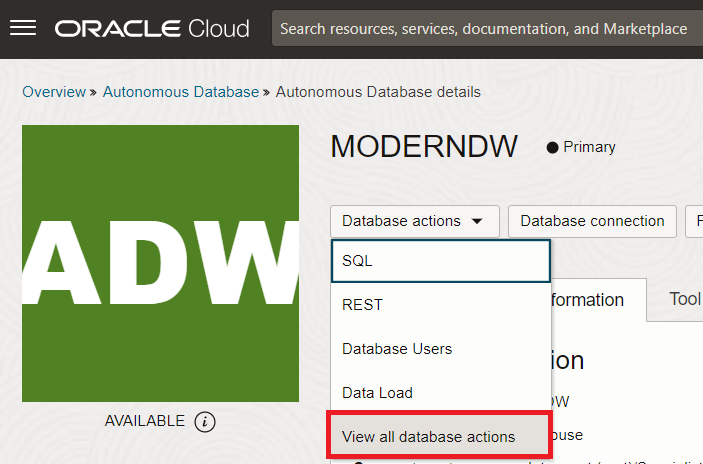 ORACLE Cloud
Search resources, services, documentation, and Marketplace
Overview » Autonomous Database » Autonomous Database details
ADW
AVAILABLE i
MODERNDW
Primary
Database actions
Database connection
SQL
REST
Database Users
Data Load
View all database actions
formation
Tool
ion
DW
ouse